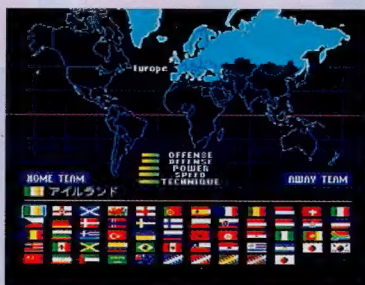 Europe
OFFENSE
DEFENSE
POWER
SPEED
TECHNIQUE
HOME TEAM
AWAY TEAM
アイルランド